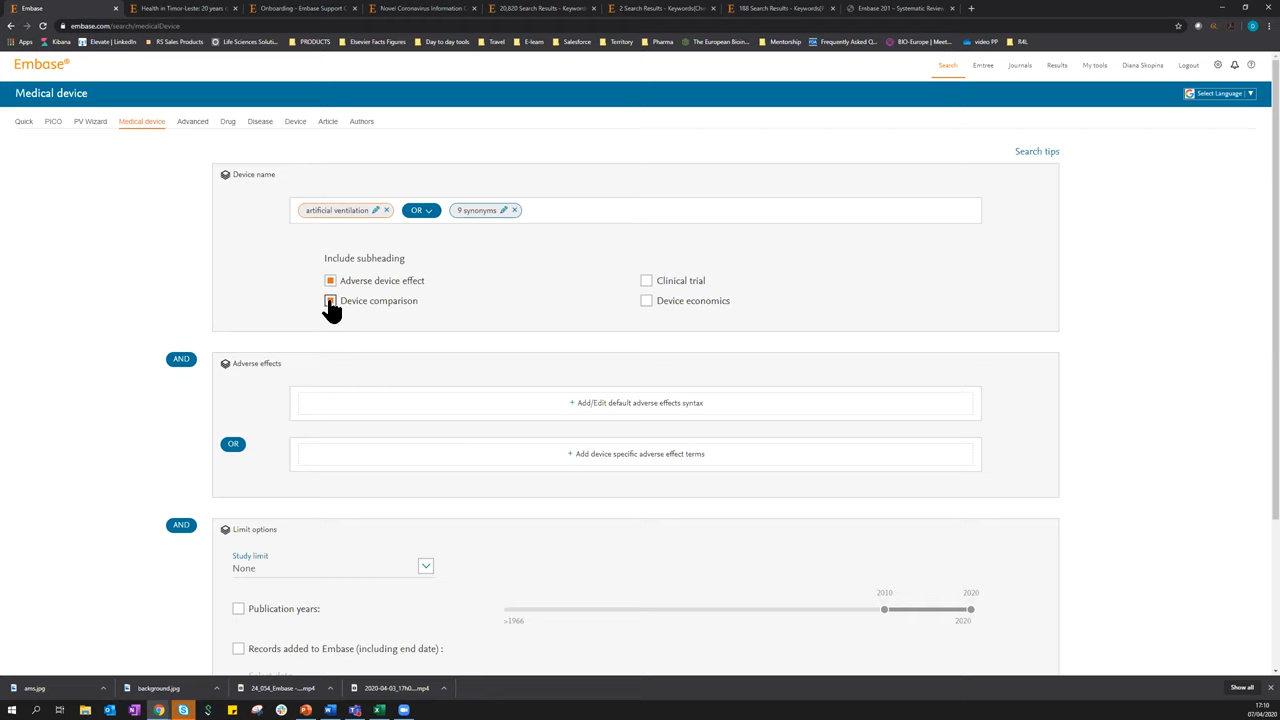 Embase
Health in Timor-Leste: 20 years
Onboarding - Embase Support C
Novel Coronavirus Information C
20,820 Search Results - Keywords
2 Search Results - Keywords(Che
188 Search Results - Keywords(
Embase 201 – Systematic Review
embase.com/search/medicalDevice
Apps
Kibana
Elevate | LinkedIn
RS Sales Products
Life Sciences Soluti...
PRODUCTS
Elsevier Facts Figures
Day to day tools
Travel
E-learn
Salesforce
Territory
Pharma
The European Bioin...
Mentorship
Frequently Asked Q...
BIO-Europe | Meet...
video PP
R4L
Embase®
Search
Emtree
Journals
Results
My tools
Diana Skopina
Logout
Medical device
Select Language
Quick
PICO
PV Wizard
Medical device
Advanced
Drug
Disease
Device
Article
Authors
Search tips
Device name
artificial ventilation
OR
9 synonyms
Include subheading
Adverse device effect
Clinical trial
Device comparison
Device economics
AND
Adverse effects
+ Add/Edit default adverse effects syntax
OR
+ Add device specific adverse effect terms
AND
Limit options
Study limit
None
2010
2020
Publication years:
>1966
2020
Records added to Embase (including end date) :
ams.jpg
background.jpg
24_054_Embase -....mp4
2020-04-03_17h0....mp4
Show all
17:10
07/04/2020